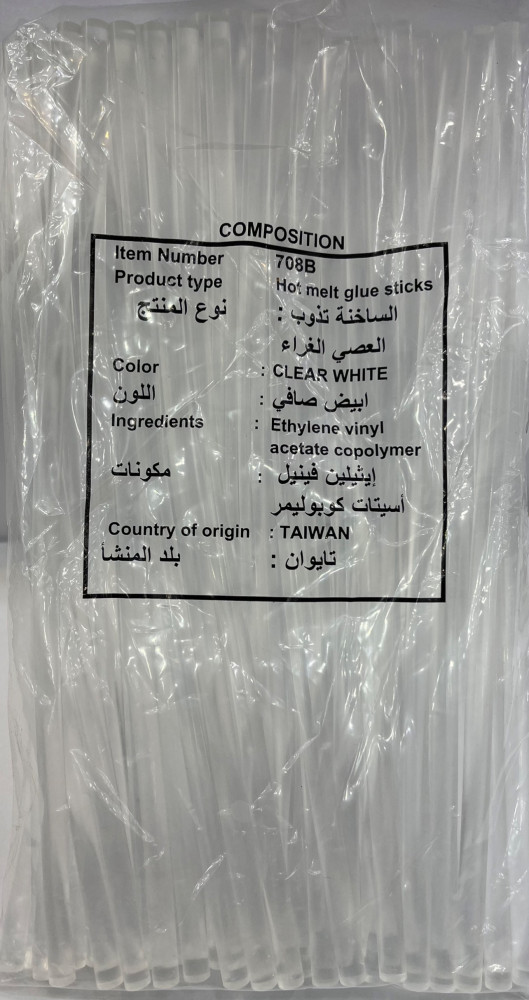 COMPOSITION
Item Number 708B
Product type Hot melt glue sticks
نوع المنتج : الساخنة تذوب
العصي الغراء
Color : CLEAR WHITE
اللون : ابيض صافي
Ingredients : Ethylene vinyl
acetate copolymer
مكونات : إيثيلين فينيل
أسيتات كوبوليمر
Country of origin : TAIWAN
بلد المنشأ : تايوان